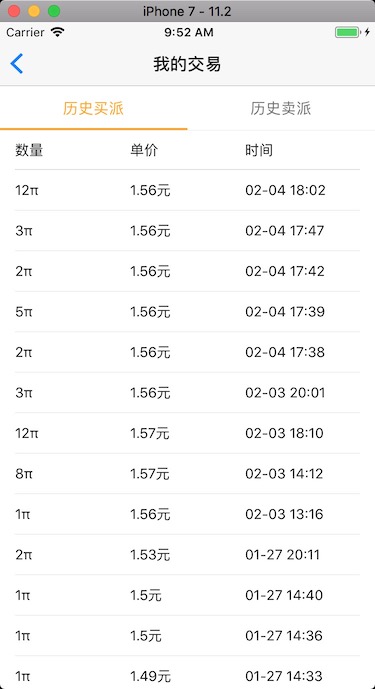 iPhone 7 - 11.2
Carrier 9:52 AM
我的交易
历史买派 历史卖派
数量 单价 时间
12π 1.56元 02-04 18:02
3π 1.56元 02-04 17:47
2π 1.56元 02-04 17:42
5π 1.56元 02-04 17:39
2π 1.56元 02-04 17:38
3π 1.56元 02-03 20:01
12π 1.57元 02-03 18:10
8π 1.57元 02-03 14:12
1π 1.56元 02-03 13:16
2π 1.53元 01-27 20:11
1π 1.5元 01-27 14:40
1π 1.5元 01-27 14:36
1π 1.49元 01-27 14:33